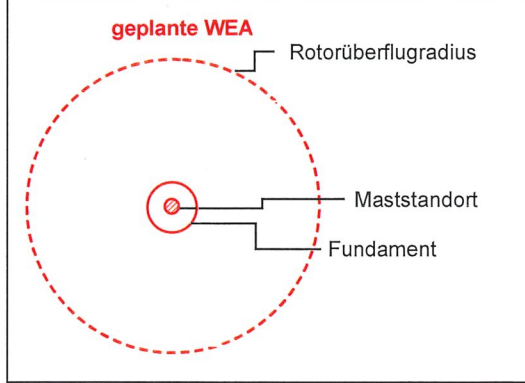 geplante WEA
Rotorüberflugradius
Maststandort
Fundament